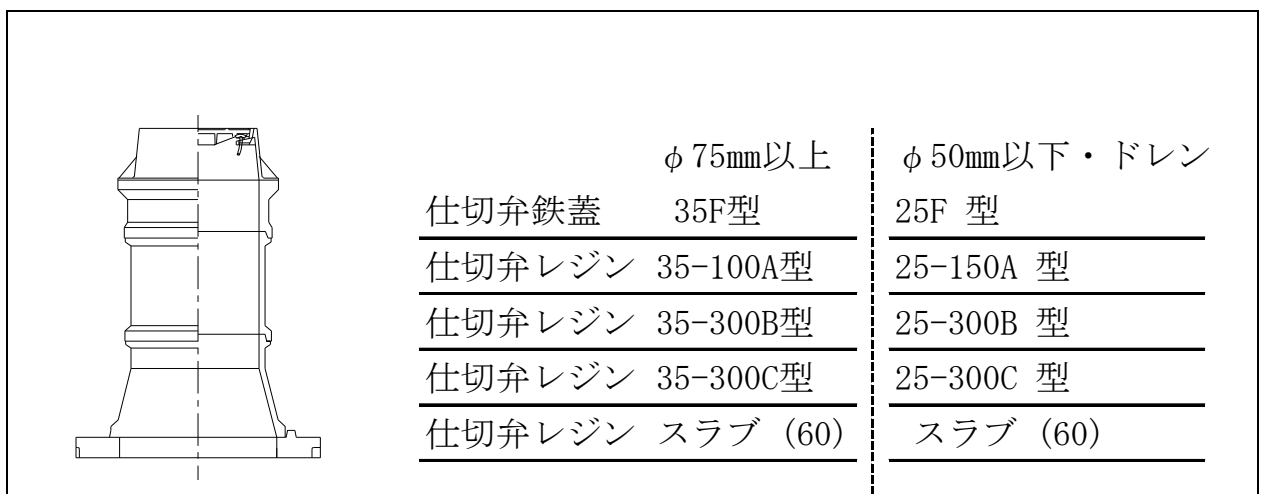 φ75mm以上 φ50mm以下・ドレン
仕切弁鉄蓋 35F型 25F 型
仕切弁レジン 35-100A型 25-150A 型
仕切弁レジン 35-300B型 25-300B 型
仕切弁レジン 35-300C型 25-300C 型
仕切弁レジン スラブ (60) スラブ (60)